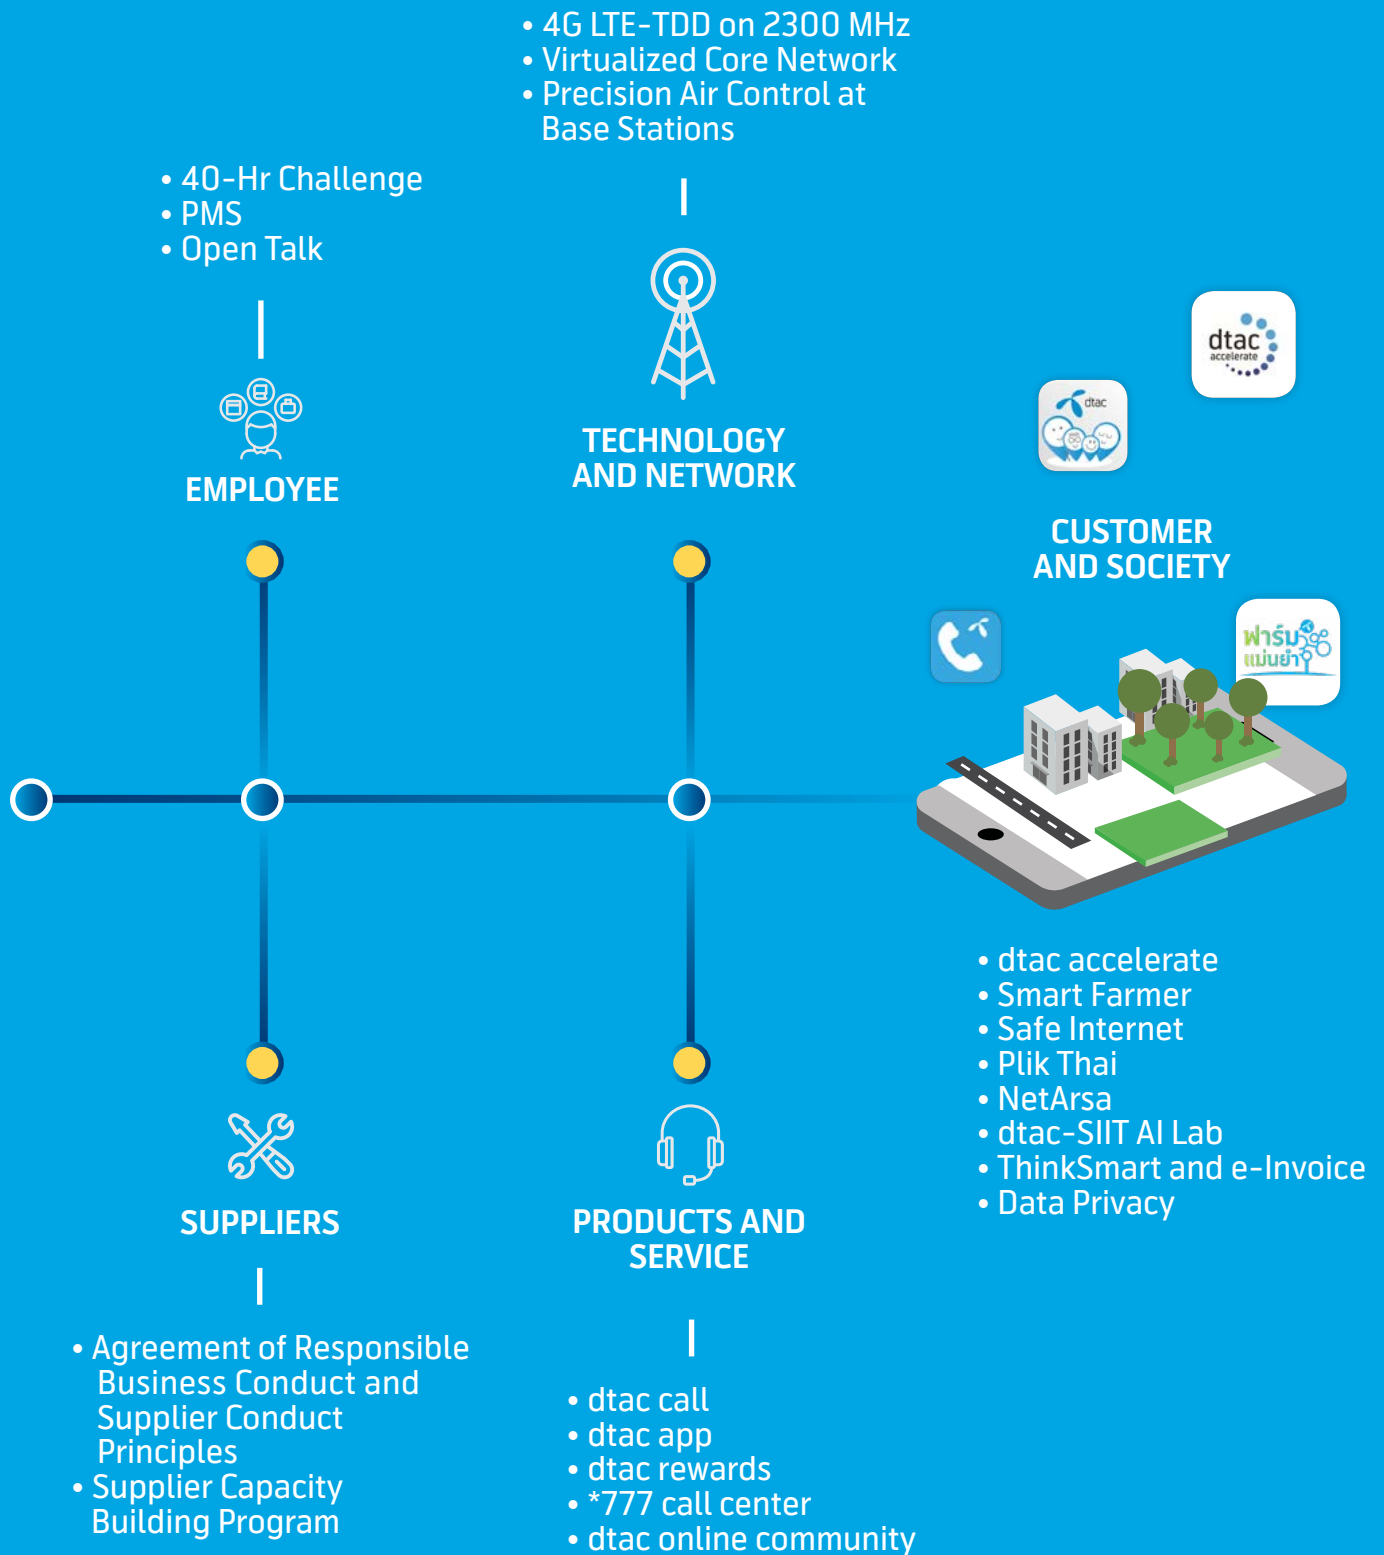 • 4G LTE-TDD on 2300 MHz
• Virtualized Core Network
• Precision Air Control at
Base Stations
• 40-Hr Challenge
• PMS
• Open Talk
EMPLOYEE
TECHNOLOGY
AND NETWORK
dtac
accelerate
dtac
CUSTOMER
AND SOCIETY
ฟาร์ม
แม่นยำ
• dtac accelerate
• Smart Farmer
• Safe Internet
• Plik Thai
• NetArsa
• dtac-SIIT AI Lab
• ThinkSmart and e-Invoice
• Data Privacy
SUPPLIERS
• Agreement of Responsible
Business Conduct and
Supplier Conduct
Principles
• Supplier Capacity
Building Program
PRODUCTS AND
SERVICE
• dtac call
• dtac app
• dtac rewards
• *777 call center
• dtac online community